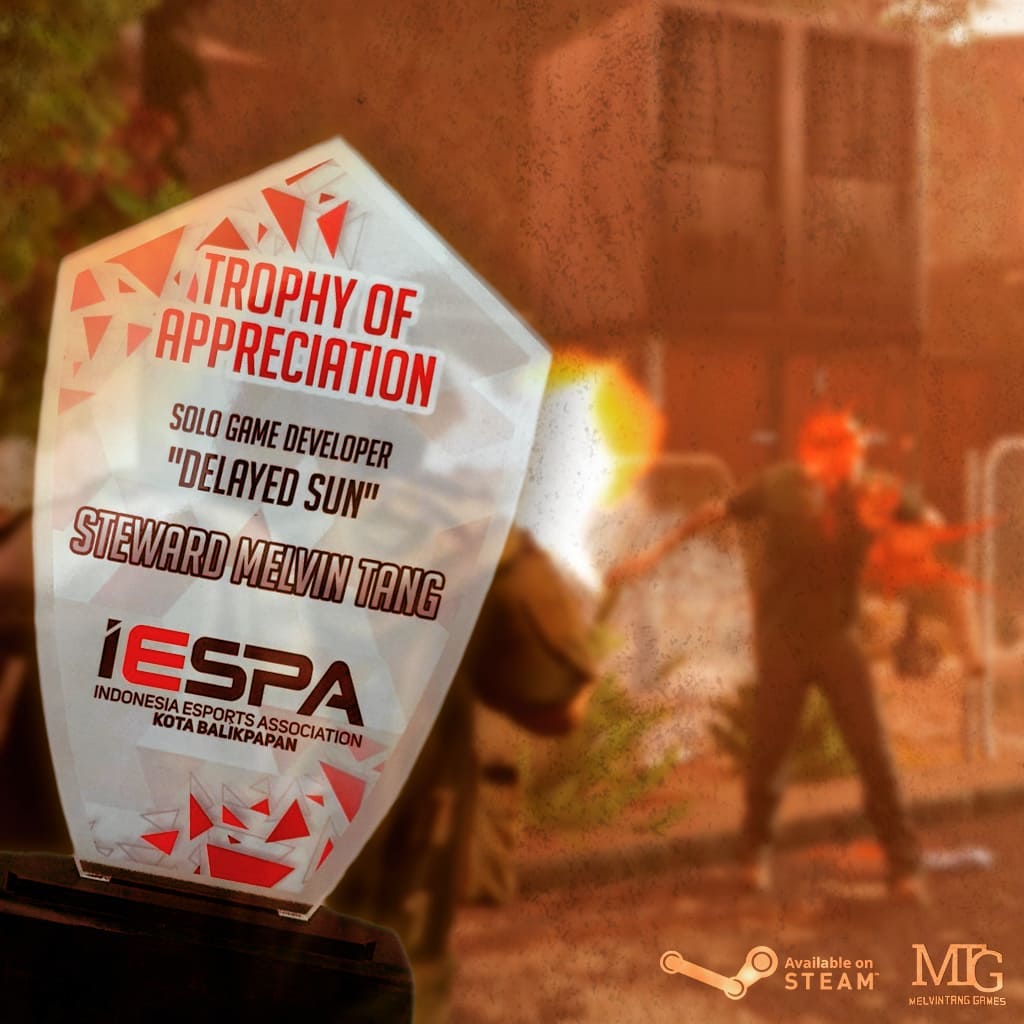 TROPHY OF
APPRECIATION
SOLO GAME DEVELOPER
"DELAYED SUN"
STEWARD MELVIN TANG
iESPA
INDONESIA ESPORTS ASSOCIATION
KOTA BALIKPAPAN
Available on
STEAM™
MTG
MELVINTANG GAMES